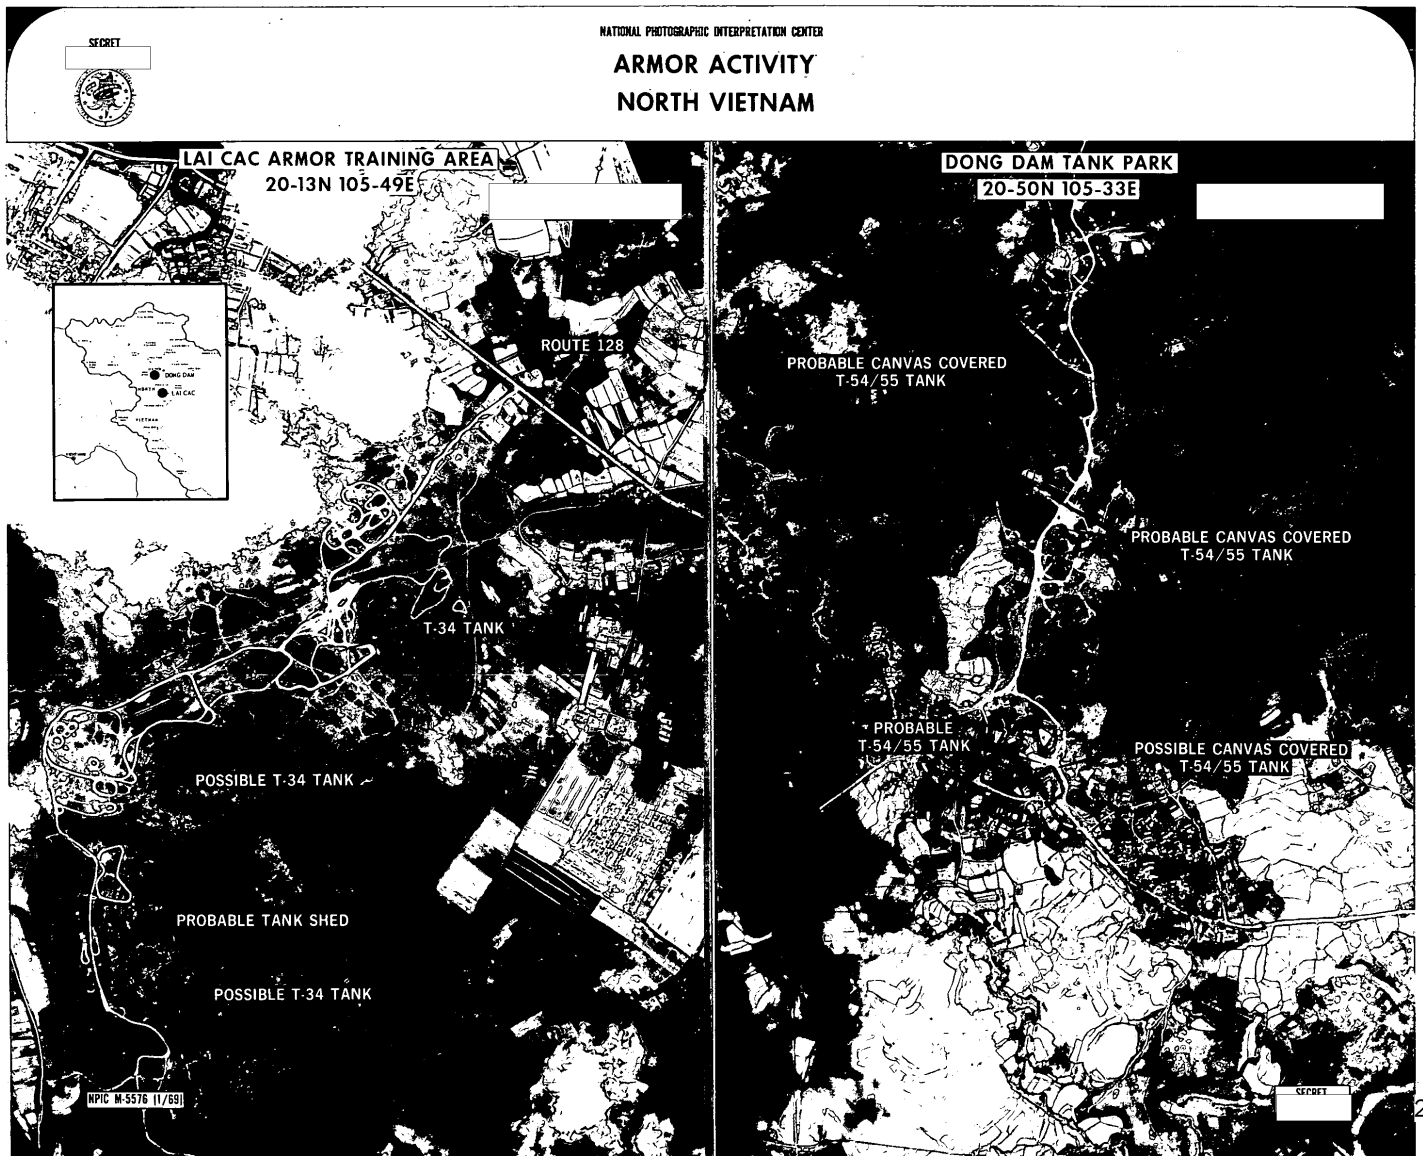 SECRET
NATIONAL PHOTOGRAPHIC INTERPRETATION CENTER
ARMOR ACTIVITY
NORTH VIETNAM
LAI CAC ARMOR TRAINING AREA
20-13N 105-49E
ROUTE 128
DONG DAM
NORTH
LAI CAC
VIETNAM
T-34 TANK
POSSIBLE T-34 TANK
PROBABLE TANK SHED
POSSIBLE T-34 TANK
NPIC M-5576 (1/69)
DONG DAM TANK PARK
20-50N 105-33E
PROBABLE CANVAS COVERED
T-54/55 TANK
PROBABLE CANVAS COVERED
T-54/55 TANK
PROBABLE
T-54/55 TANK
POSSIBLE CANVAS COVERED
T-54/55 TANK
SECRET